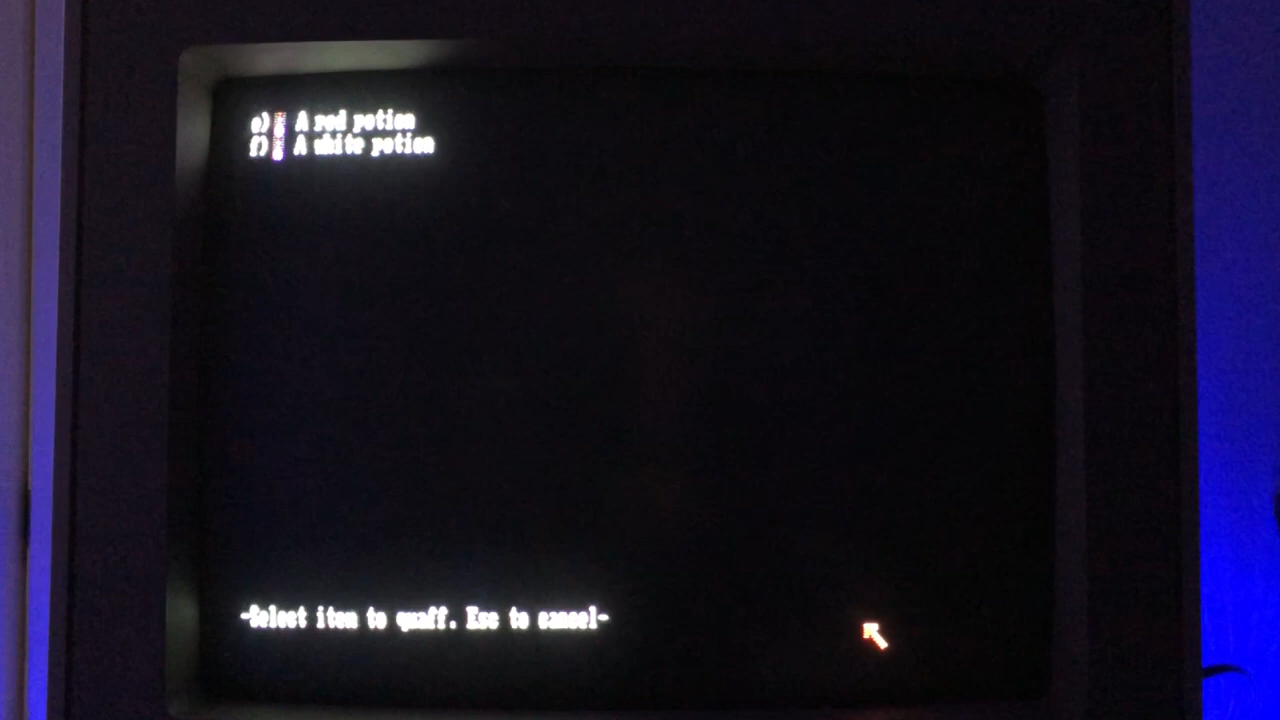 e) A red potion
f) A white potion
-Select item to quaff. Esc to cancel-